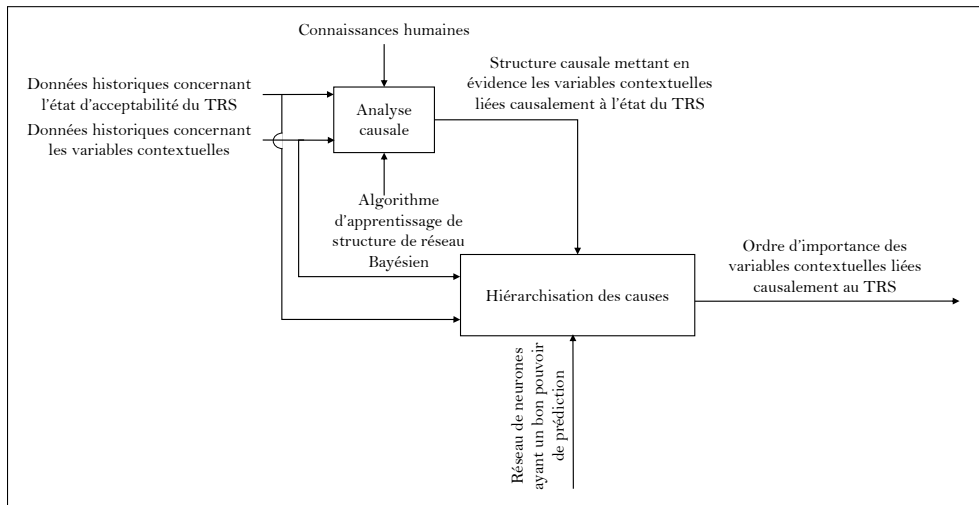 Connaissances humaines
Données historiques concernant
l'état d'acceptabilité du TRS
Données historiques concernant
les variables contextuelles
Analyse
causale
Structure causale mettant en
évidence les variables contextuelles
liées causalement à l'état du TRS
Algorithme
d'apprentissage de
structure de réseau
Bayésien
Hiérarchisation des causes
Ordre d'importance des
variables contextuelles liées
causalement au TRS
Réseau de neurones
ayant un bon pouvoir
de prédiction